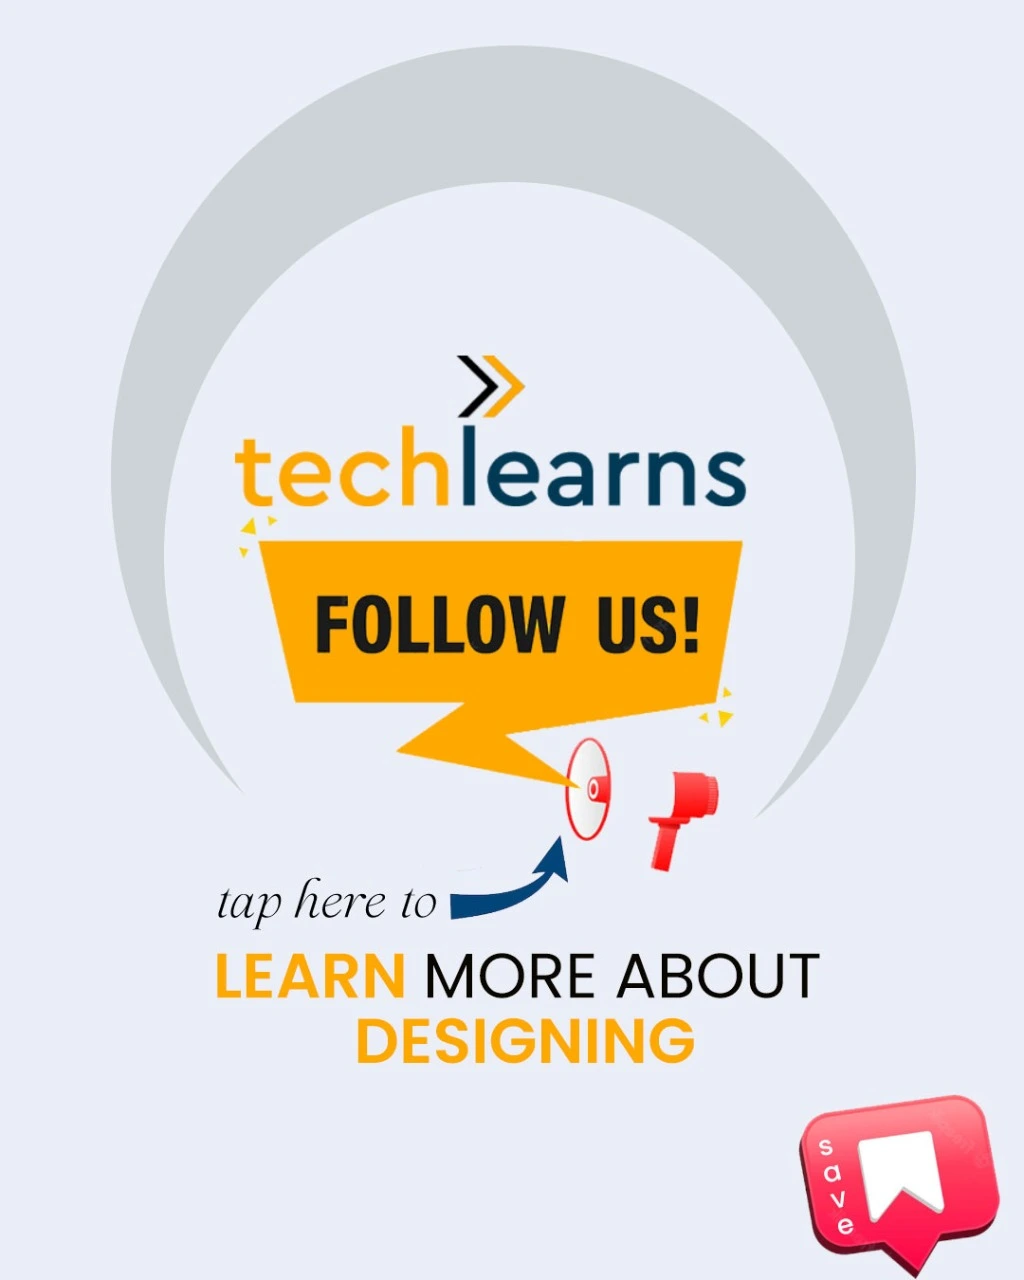 techlearns
FOLLOW US!
tap here to
LEARN MORE ABOUT
DESIGNING
save